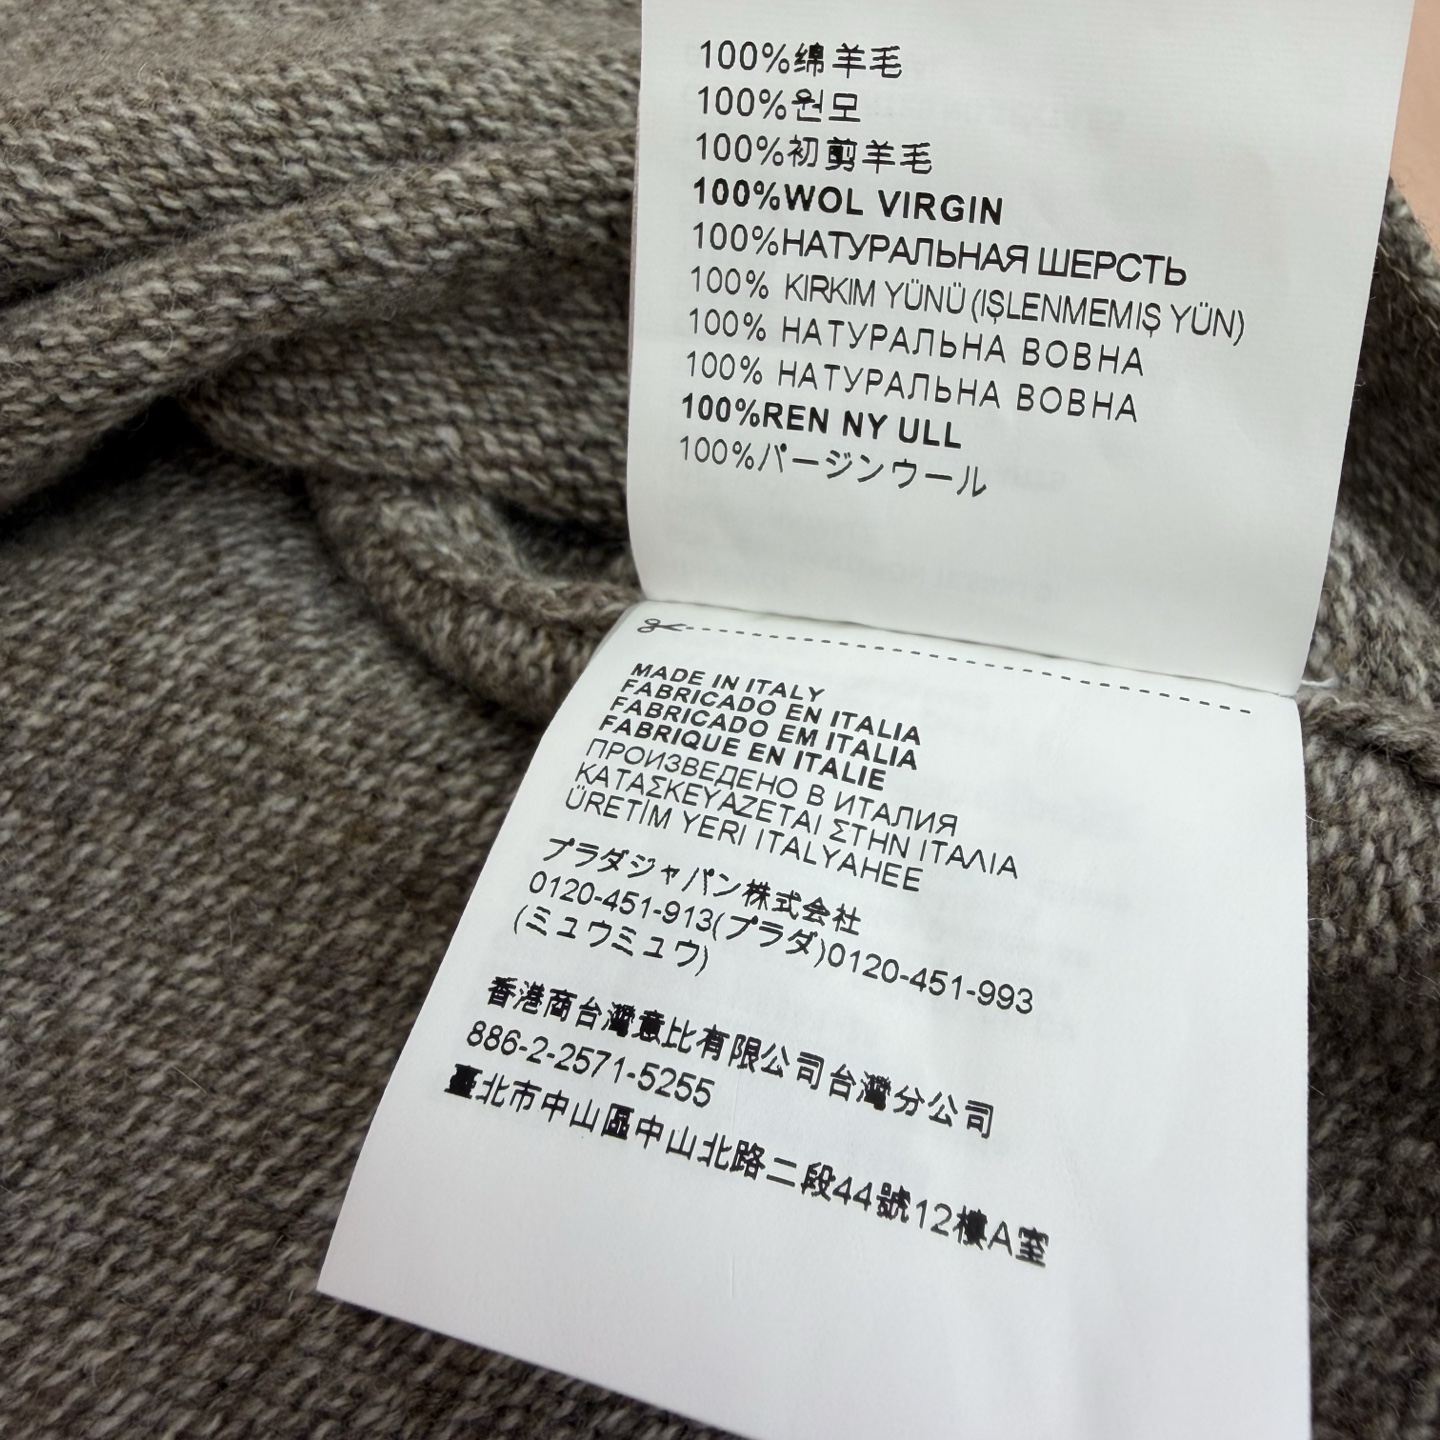 100%绵羊毛
100%원모
100%初剪羊毛
100%WOL VIRGIN
100%НАТУРАЛЬНАЯ ШЕРСТЬ
100% KIRKIM YÜNÜ (IŞLENMEMIŞ YÜN)
100% НАТУРАЛЬНА ВОВНА
100% НАТУРАЛЬНА ВОВНА
100%REN NY ULL
100%バージンウール
MADE IN ITALY
FABRICADO EN ITALIA
FABRICADO EM ITALIA
FABRIQUE EN ITALIE
ПРОИЗВЕДЕНО В ИТАЛИЯ
ΚΑΤΑΣΚΕΥΑΖΕΤΑΙ ΣΤΗΝ ΙΤΑΛΙΑ
ÜRETİM YERI ITALYAHEE
プラダジャパン株式会社
0120-451-913(プラダ)0120-451-993
(ミュウミュウ)
香港商台灣意比有限公司台灣分公司
886-2-2571-5255
臺北市中山區中山北路二段44號12樓A室